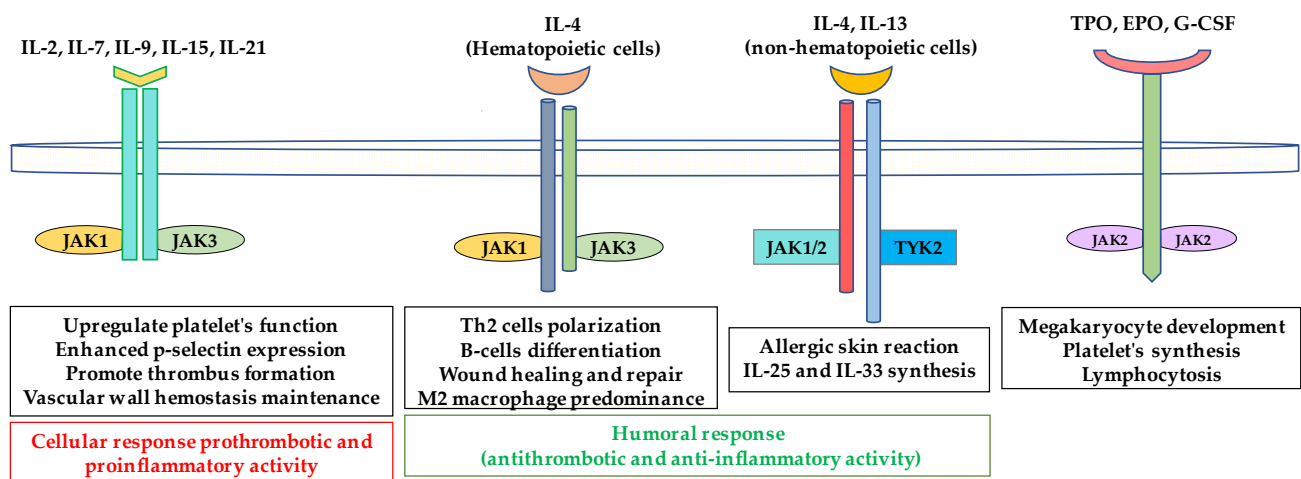 IL-2, IL-7, IL-9, IL-15, IL-21
JAK1
JAK3
Upregulate platelet's function
Enhanced p-selectin expression
Promote thrombus formation
Vascular wall hemostasis maintenance
Cellular response prothrombotic and
proinflammatory activity
IL-4
(Hematopoietic cells)
JAK1
JAK3
Th2 cells polarization
B-cells differentiation
Wound healing and repair
M2 macrophage predominance
IL-4, IL-13
(non-hematopoietic cells)
JAK1/2
TYK2
Allergic skin reaction
IL-25 and IL-33 synthesis
Humoral response
(antithrombotic and anti-inflammatory activity)
TPO, EPO, G-CSF
JAK2
JAK2
Megakaryocyte development
Platelet's synthesis
Lymphocytosis